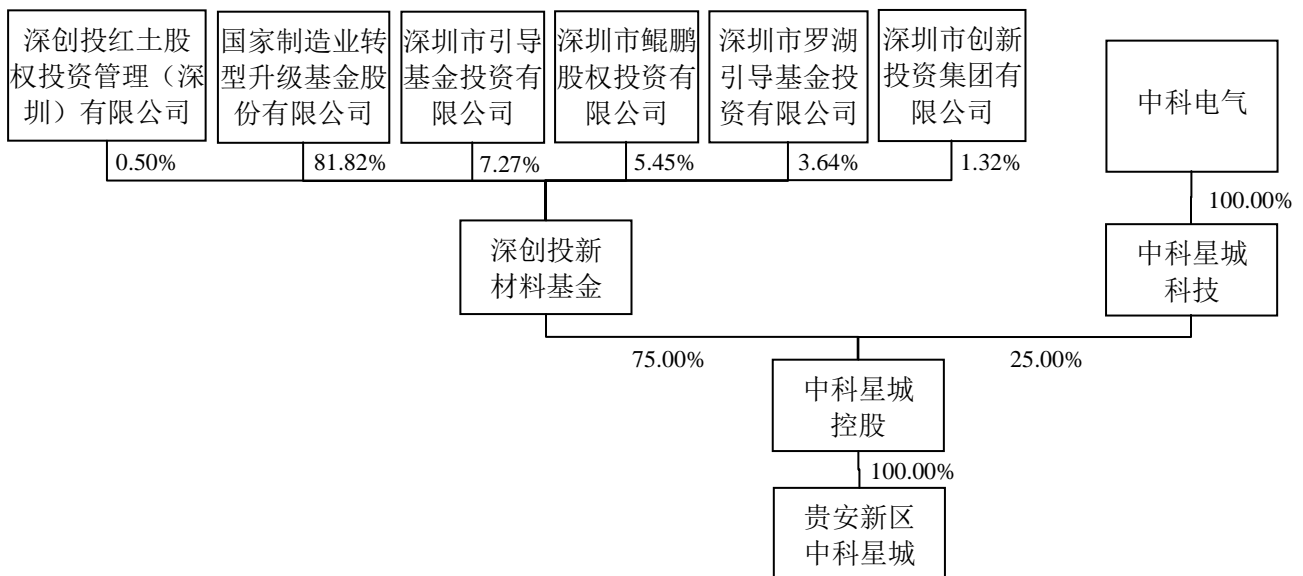 深创投红土股
权投资管理（深
圳）有限公司
国家制造业转
型升级基金股
份有限公司
深圳市引导
基金投资有
限公司
深圳市鲲鹏
股权投资有
限公司
深圳市罗湖
引导基金投
资有限公司
深圳市创新
投资集团有
限公司
中科电气
0.50%
81.82%
7.27%
5.45%
3.64%
1.32%
100.00%
深创投新
材料基金
中科星城
科技
75.00%
25.00%
中科星城
控股
100.00%
贵安新区
中科星城